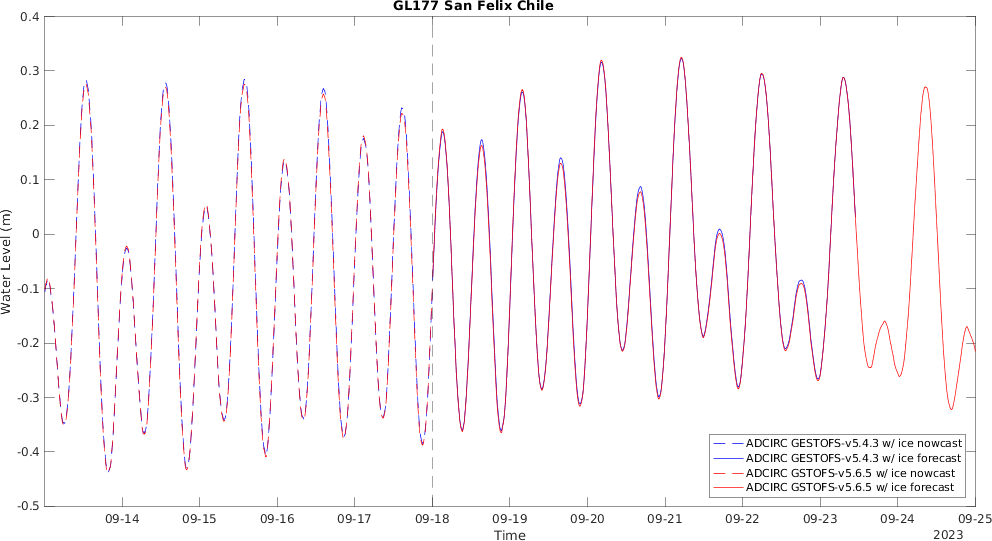 GL177 San Felix Chile
0.4
0.3
0.2
0.1
0
-0.1
-0.2
-0.3
-0.4
-0.5
Water Level (m)
ADCIRC GESTOFS-v5.4.3 w/ ice nowcast
ADCIRC GESTOFS-v5.4.3 w/ ice forecast
ADCIRC GSTOFS-v5.6.5 w/ ice nowcast
ADCIRC GSTOFS-v5.6.5 w/ ice forecast
09-14 09-15 09-16 09-17 09-18 09-19 09-20 09-21 09-22 09-23 09-24 09-25
Time
2023